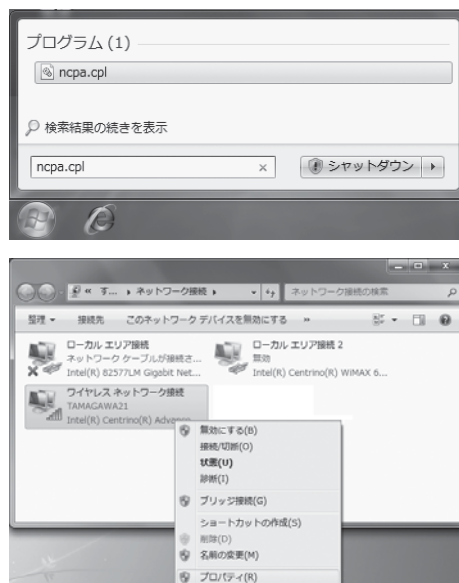 プログラム (1)
ncpa.cpl
検索結果の続きを表示
ncpa.cpl
シャットダウン
« す... ▸ ネットワーク接続 ▸
ネットワーク接続の検索
整理 接続先 このネットワーク デバイスを無効にする »
ローカル エリア接続
ネットワーク ケーブルが接続さ...
Intel(R) 82577LM Gigabit Net...
ローカル エリア接続 2
無効
Intel(R) Centrino(R) WiMAX 6...
ワイヤレス ネットワーク接続
TAMAGAWA21
Intel(R) Centrino(R) Advance
無効にする(B)
接続/切断(O)
状態(U)
診断(I)
ブリッジ接続(G)
ショートカットの作成(S)
削除(D)
名前の変更(M)
プロパティ(R)